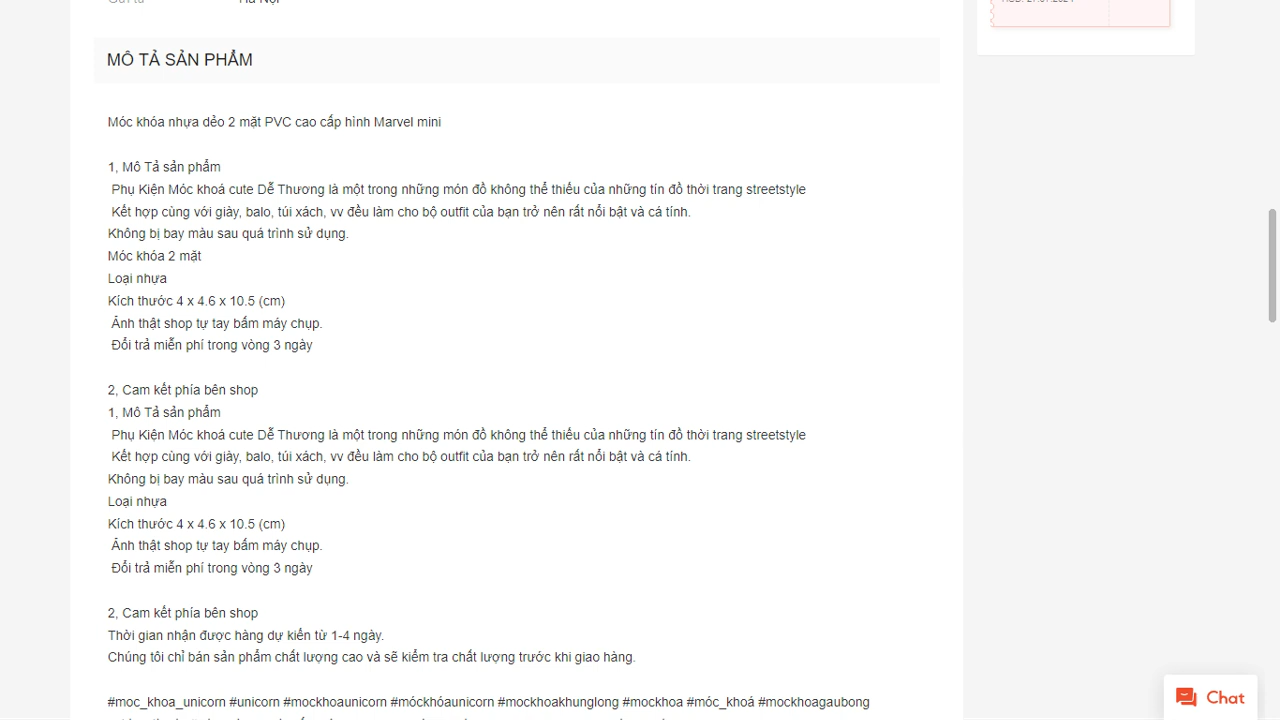 MÔ TẢ SẢN PHẨM
Móc khóa nhựa dẻo 2 mặt PVC cao cấp hình Marvel mini
1, Mô Tả sản phẩm
Phụ Kiện Móc khoá cute Dễ Thương là một trong những món đồ không thể thiếu của những tín đồ thời trang streetstyle
Kết hợp cùng với giày, balo, túi xách, vv đều làm cho bộ outfit của bạn trở nên rất nổi bật và cá tính.
Không bị bay màu sau quá trình sử dụng.
Móc khóa 2 mặt
Loại nhựa
Kích thước 4 x 4.6 x 10.5 (cm)
Ảnh thật shop tự tay bấm máy chụp.
Đổi trả miễn phí trong vòng 3 ngày
2, Cam kết phía bên shop
1, Mô Tả sản phẩm
Phụ Kiện Móc khoá cute Dễ Thương là một trong những món đồ không thể thiếu của những tín đồ thời trang streetstyle
Kết hợp cùng với giày, balo, túi xách, vv đều làm cho bộ outfit của bạn trở nên rất nổi bật và cá tính.
Không bị bay màu sau quá trình sử dụng.
Loại nhựa
Kích thước 4 x 4.6 x 10.5 (cm)
Ảnh thật shop tự tay bấm máy chụp.
Đổi trả miễn phí trong vòng 3 ngày
2, Cam kết phía bên shop
Thời gian nhận được hàng dự kiến từ 1-4 ngày.
Chúng tôi chỉ bán sản phẩm chất lượng cao và sẽ kiểm tra chất lượng trước khi giao hàng.
#moc_khoa_unicorn #unicorn #mockhoaunicorn #móckhóaunicorn #mockhoakhunglong #mockhoa #móc_khoá #mockhoagaubong
Chat